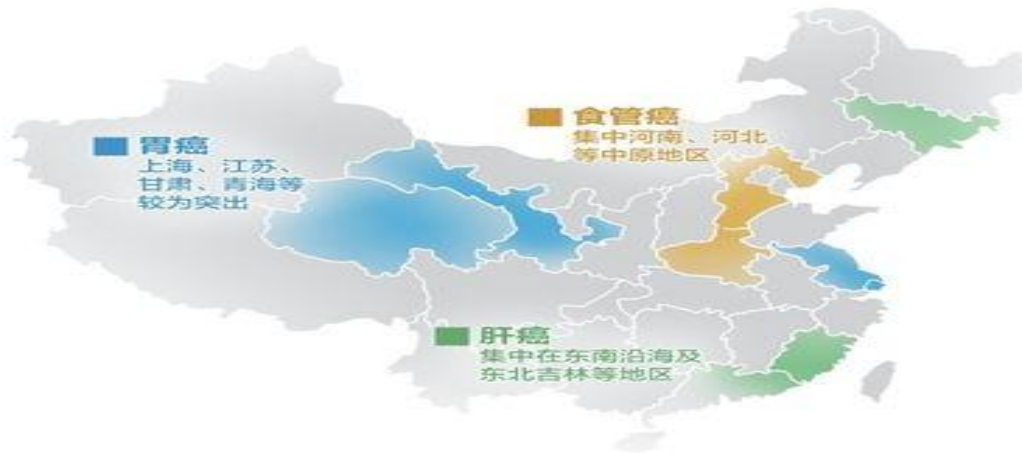 食管癌
集中河南、河北
等中原地区
胃癌
上海、江苏、
甘肃、青海等
较为突出
肝癌
集中在东南沿海及
东北吉林等地区